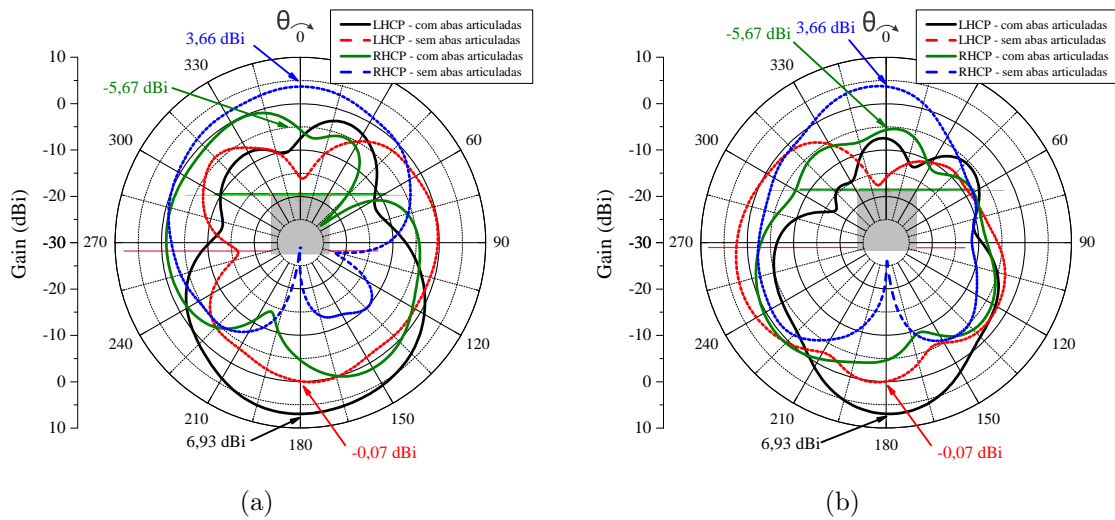 θ
0
LHCP - com abas articuladas
LHCP - sem abas articuladas
RHCP - com abas articuladas
RHCP - sem abas articuladas
3,66 dBi
-5,67 dBi
330
300
270
240
210
180
150
120
90
60
10
0
-10
-20
-30
-20
-10
0
10
Gain (dBi)
6,93 dBi
-0,07 dBi
(a)
θ
0
LHCP - com abas articuladas
LHCP - sem abas articuladas
RHCP - com abas articuladas
RHCP - sem abas articuladas
-5,67 dBi
3,66 dBi
330
300
270
240
210
180
150
120
90
60
10
0
-10
-20
-30
-20
-10
0
10
Gain (dBi)
6,93 dBi
-0,07 dBi
(b)